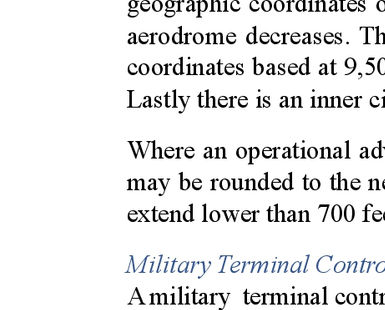 geographic coordinates o
aerodrome decreases. Th
coordinates based at 9,50
Lastly there is an inner ci
Where an operational adv
may be rounded to the ne
extend lower than 700 fee
Military Terminal Contro
A military terminal contr